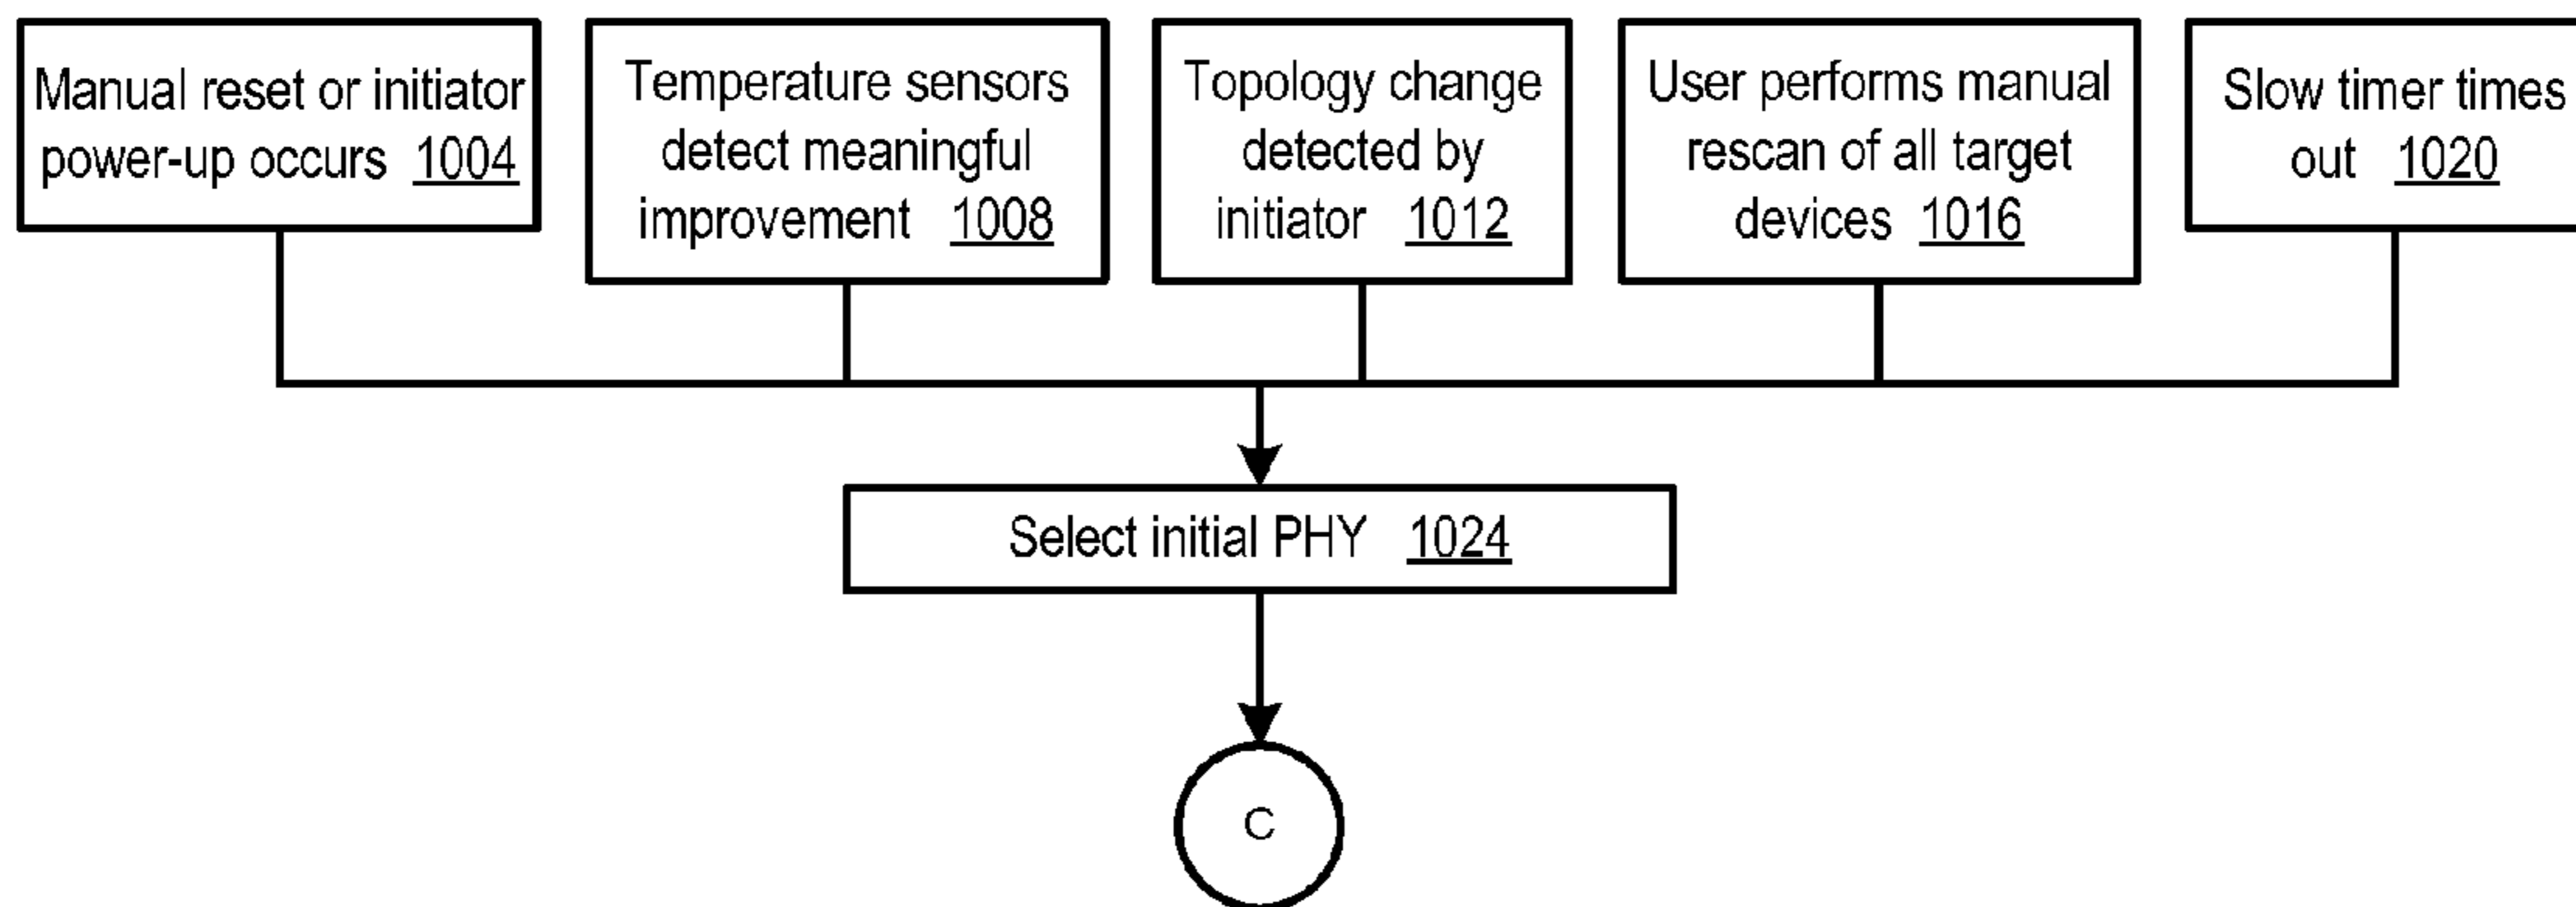 Manual reset or initiator
power-up occurs 1004
Temperature sensors
detect meaningful
improvement 1008
Topology change
detected by
initiator 1012
User performs manual
rescan of all target
devices 1016
Slow timer times
out 1020
Select initial PHY 1024
C